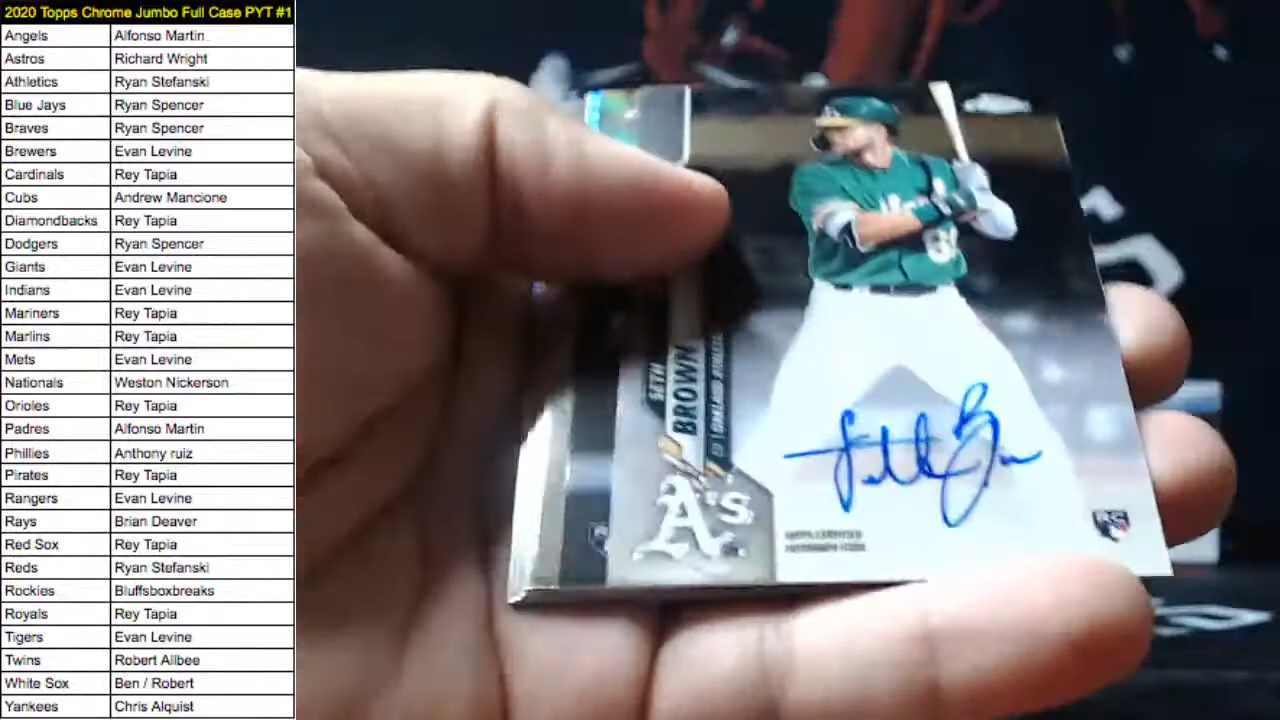 2020 Topps Chrome Jumbo Full Case PYT #1
Angels Alfonso Martin
Astros Richard Wright
Athletics Ryan Stefanski
Blue Jays Ryan Spencer
Braves Ryan Spencer
Brewers Evan Levine
Cardinals Rey Tapia
Cubs Andrew Mancione
Diamondbacks Rey Tapia
Dodgers Ryan Spencer
Giants Evan Levine
Indians Evan Levine
Mariners Rey Tapia
Marlins Rey Tapia
Mets Evan Levine
Nationals Weston Nickerson
Orioles Rey Tapia
Padres Alfonso Martin
Phillies Anthony ruiz
Pirates Rey Tapia
Rangers Evan Levine
Rays Brian Deaver
Red Sox Rey Tapia
Reds Ryan Stefanski
Rockies Bluffsboxbreaks
Royals Rey Tapia
Tigers Evan Levine
Twins Robert Allbee
White Sox Ben / Robert
Yankees Chris Alquist
SETH
BROWN
A's
TOPPS CERTIFIED
AUTOGRAPH ISSUE
RC